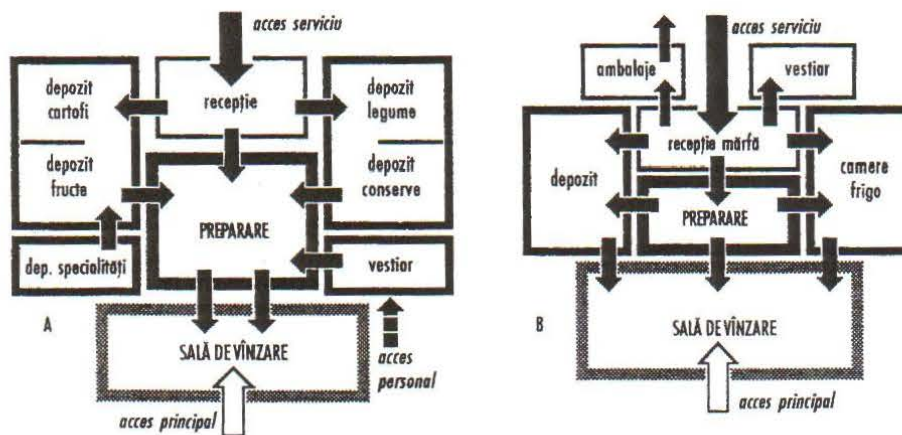 acces serviciu
depozit
cartofi
recepție
depozit
legume
depozit
fructe
depozit
conserve
PREPARARE
dep. specialități
vestiar
A
SALĂ DE VÎNZARE
acces
personal
acces principal
acces serviciu
ambalaje
vestiar
recepție mărfă
depozit
camere
frigo
PREPARARE
B
SALĂ DE VÎNZARE
acces principal